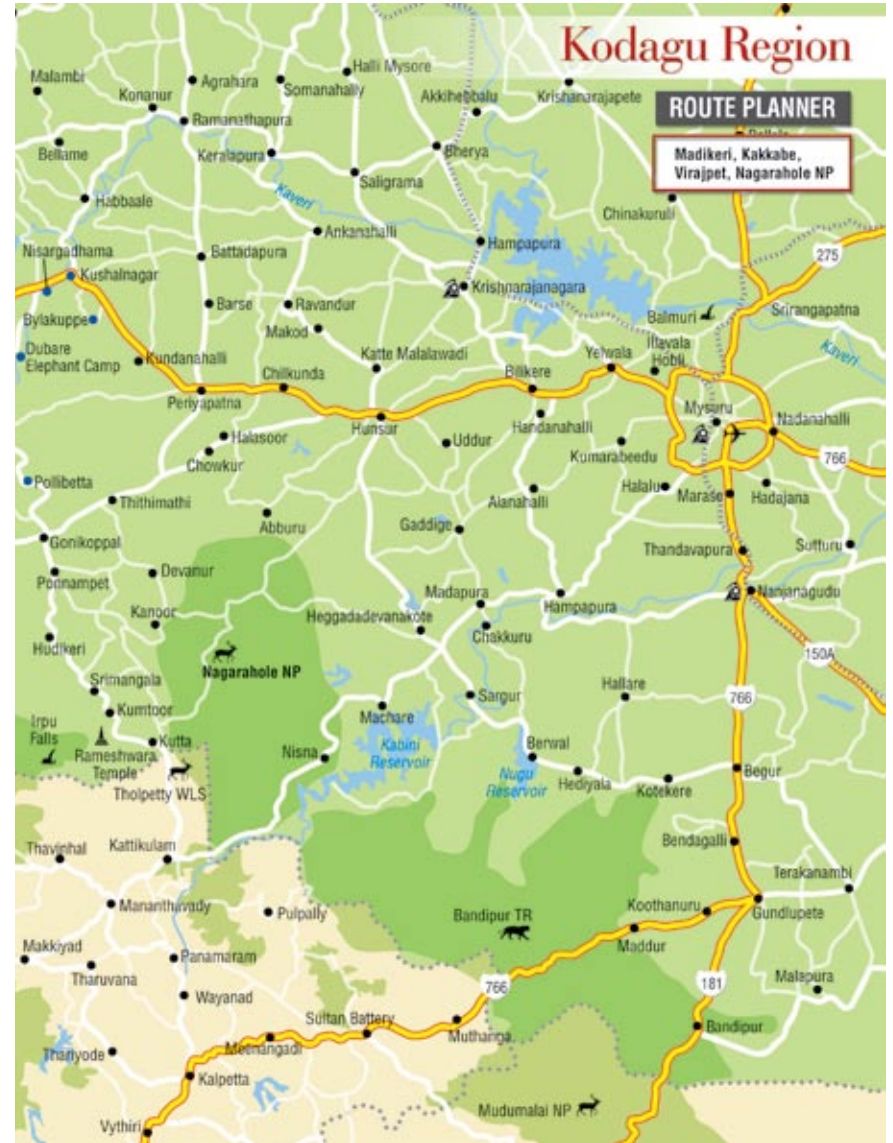 Kodagu Region
ROUTE PLANNER
Madikeri, Kakkabe,
Virajpet, Nagarahole NP
Malambi
Agrahara
Halli Mysore
Somanahally
Konanur
Akkihebbalu
Krishanarajapete
Ramanathapura
Bellame
Keralapura
Bherya
Saligrama
Habbaale
Kaveri
Chinakuruli
Ankanahalli
Hampapura
Nisargadhama
Battadapura
275
Kushalnagar
Krishnarajanagara
Bylakuppe
Barse
Ravandur
Balmuri
Srirangapatna
Makod
Kaveri
Dubare
Elephant Camp
Kundanahalli
Katte Malalawadi
Yelwala
Ilavala
Hobli
Chilkunda
Bilikere
Periyapatna
Hunsur
Handanahalli
Mysuru
Nadanahalli
Halasoor
Uddur
Kumarabeedu
Chowkur
766
Pollibetta
Thithimathi
Alanahalli
Halalu
Marase
Hadajana
Abburu
Gaddige
Gonikoppal
Thandavapura
Sutturu
Ponnampet
Devanur
Madapura
Hampapura
Nanjanagudu
Kanoor
Heggadadevanakote
Chakkuru
Hudikeri
150A
Nagarahole NP
Srimangala
Sargur
Hallare
766
Kumtoor
Machare
Irpu
Falls
Rameshwara
Temple
Kutta
Nisna
Kabini
Reservoir
Berwal
Tholpetty WLS
Nugu
Reservoir
Hediyala
Kotekere
Begur
Thavinhal
Kattikulam
Bendagalli
Terakanambi
Mananthavady
Pulpally
Koothanuru
Gundlupete
Bandipur TR
Maddur
Makkiyad
Panamaram
Tharuvana
766
181
Malapura
Wayanad
Sultan Battery
Muthanga
Bandipur
Thariyode
Meenangadi
Kalpetta
Mudumalai NP
Vythiri